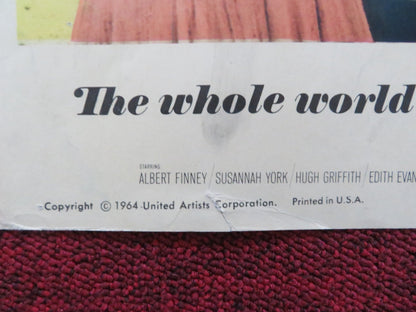 The whole world
STARRING
ALBERT FINNEY / SUSANNAH YORK / HUGH GRIFFITH / EDITH EVAN
Copyright © 1964 United Artists Corporation. Printed in U.S.A.